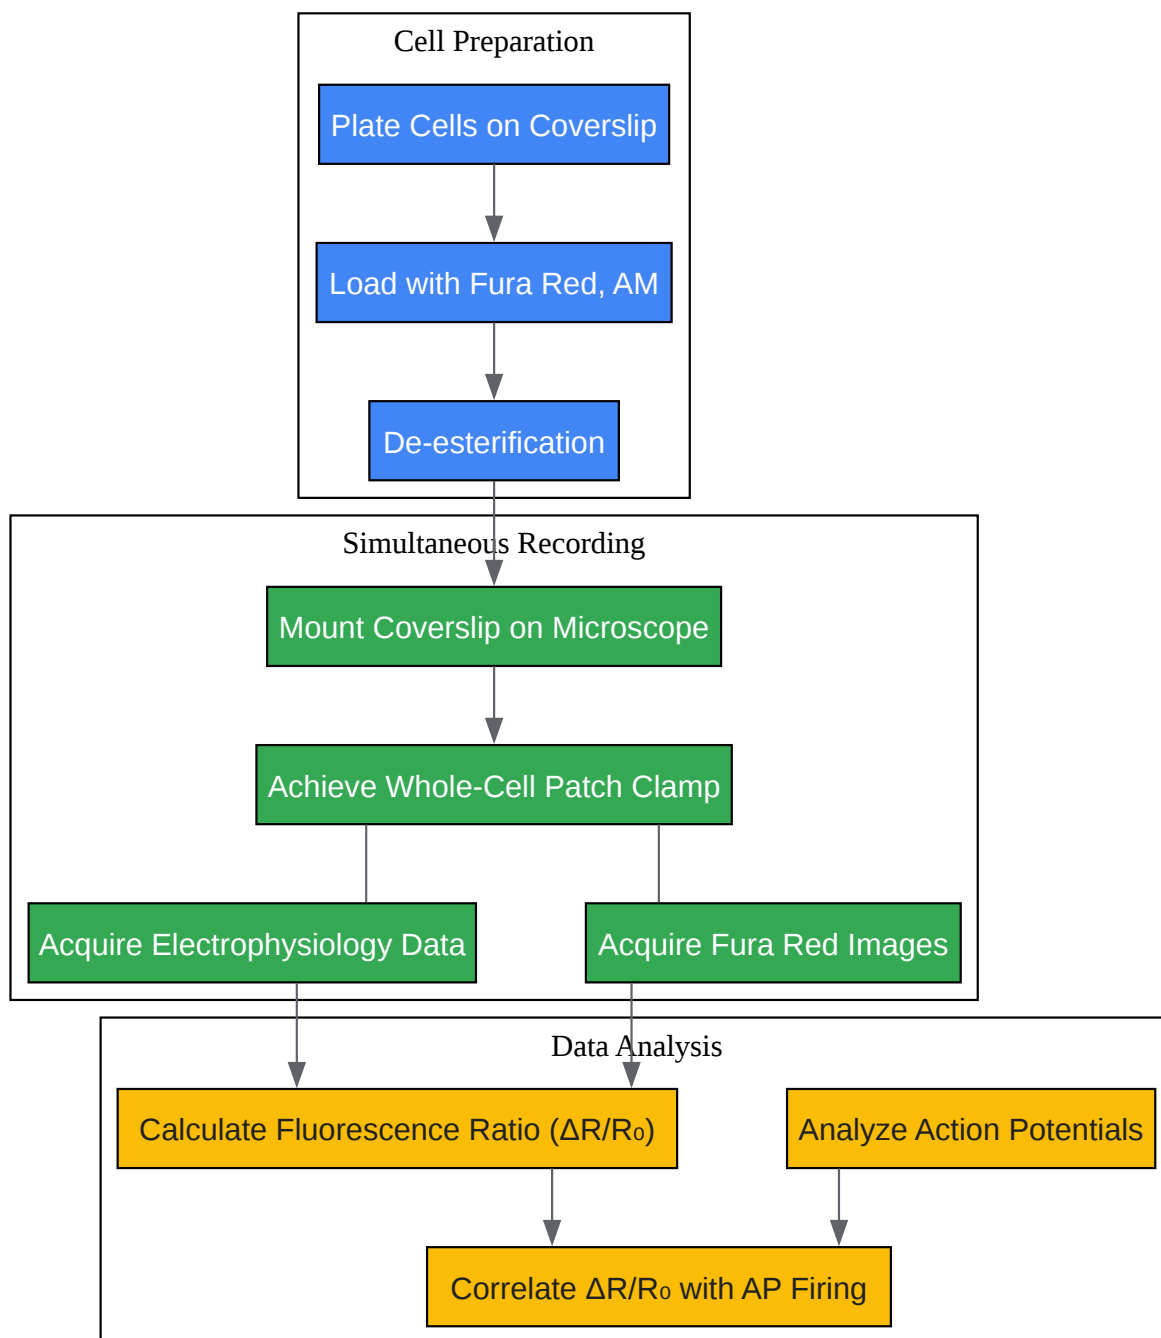 Cell Preparation
Plate Cells on Coverslip
Load with Fura Red, AM
De-esterification
Simultaneous Recording
Mount Coverslip on Microscope
Achieve Whole-Cell Patch Clamp
Acquire Electrophysiology Data
Acquire Fura Red Images
Data Analysis
Calculate Fluorescence Ratio (ΔR/R₀)
Analyze Action Potentials
Correlate ΔR/R₀ with AP Firing